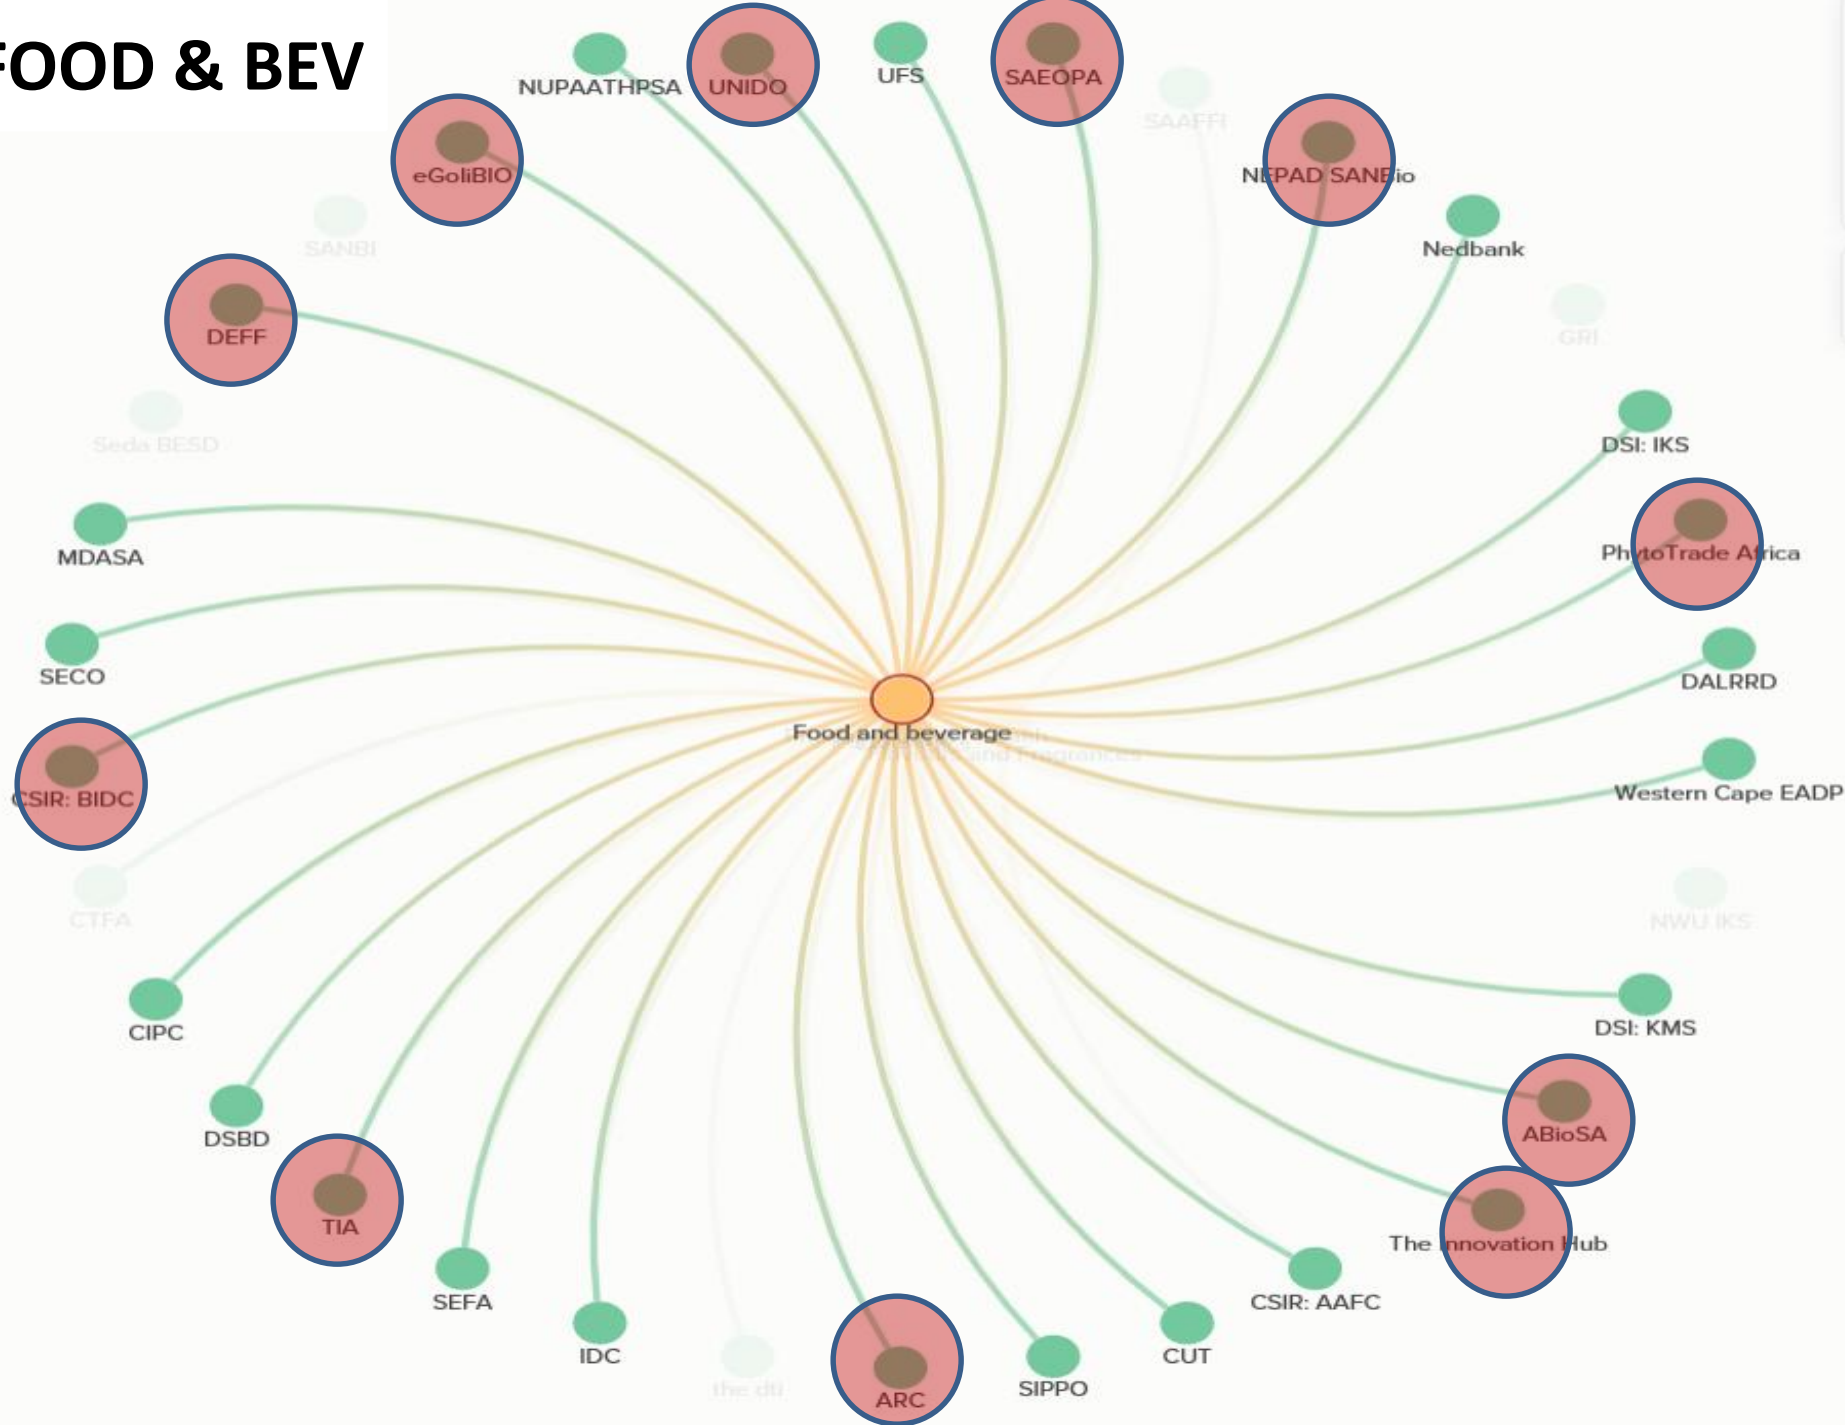 FOOD & BEV
NUPAATHPSA
UNIDO
UFS
SAEOPA
SAAFFI
eGoliBIO
NEPAD SANBio
SANBI
Nedbank
DEFF
GRI
Seda BESD
DSI: IKS
MDASA
PhytoTrade Africa
SECO
DALRRD
Food and beverage
and Fragrances
CSIR: BIDC
Western Cape EADP
CTFA
NWU IKS
CIPC
DSI: KMS
DSBD
ABioSA
TIA
The Innovation Hub
SEFA
CSIR: AAFC
IDC
CUT
the dti
SIPPO
ARC